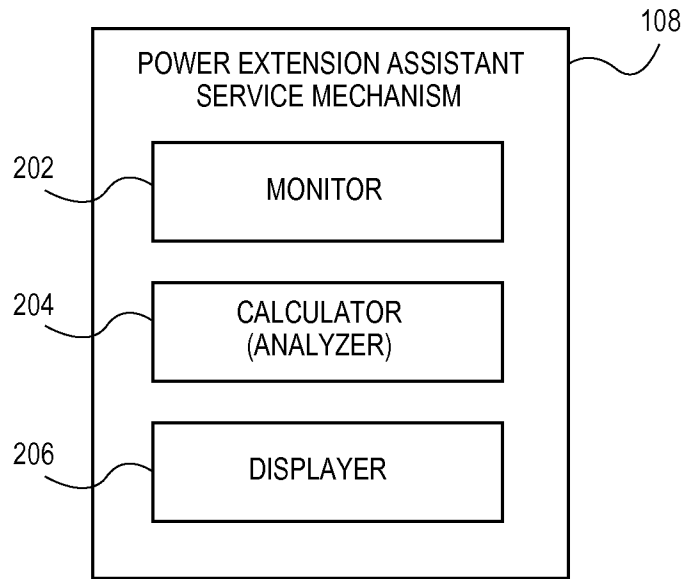 108
POWER EXTENSION ASSISTANT
SERVICE MECHANISM
202
MONITOR
204
CALCULATOR
(ANALYZER)
206
DISPLAYER